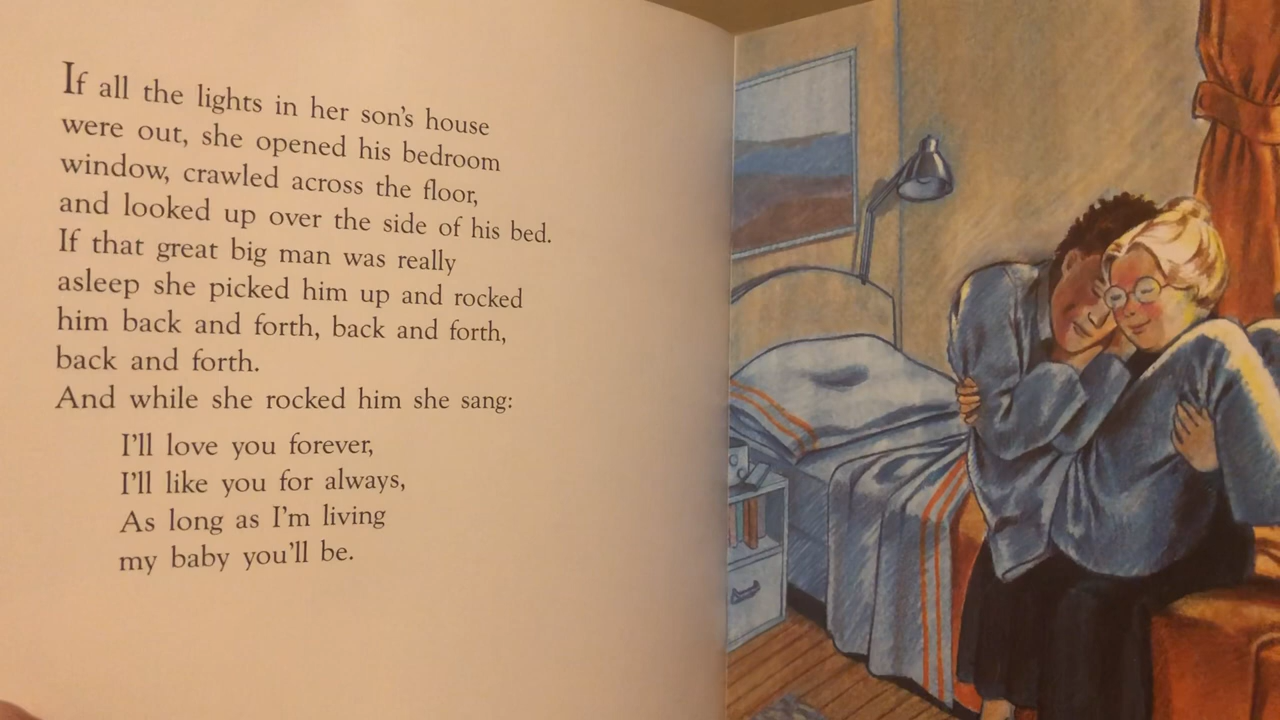 If all the lights in her son's house
were out, she opened his bedroom
window, crawled across the floor,
and looked up over the side of his bed.
If that great big man was really
asleep she picked him up and rocked
him back and forth, back and forth,
back and forth.
And while she rocked him she sang:
I'll love you forever,
I'll like you for always,
As long as I'm living
my baby you'll be.